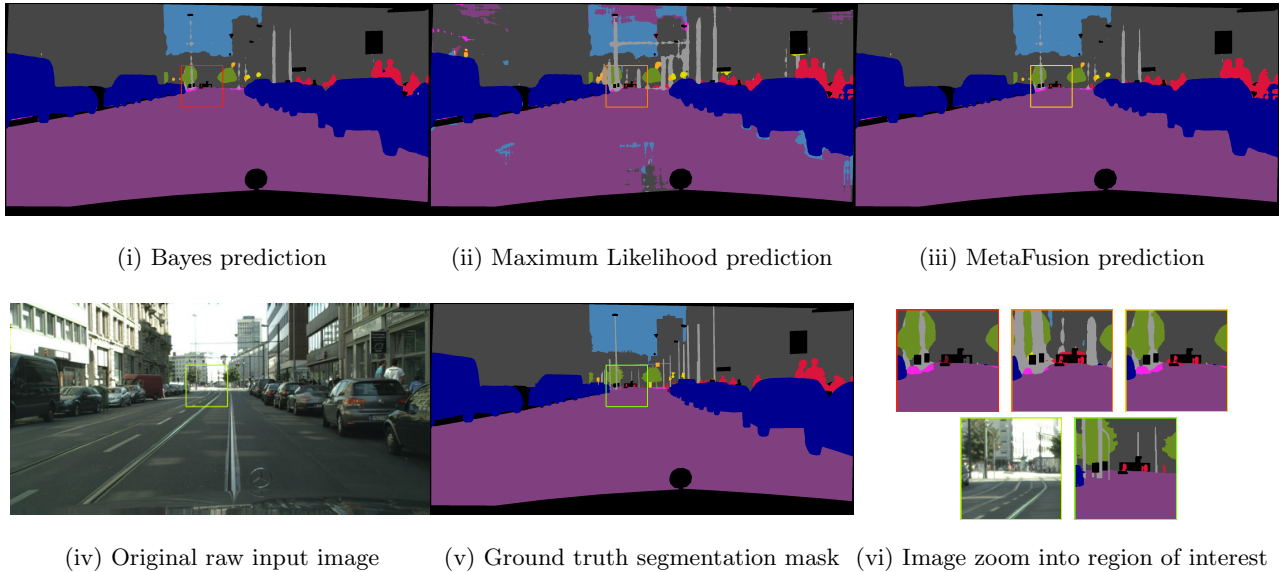 (i) Bayes prediction
(ii) Maximum Likelihood prediction
(iii) MetaFusion prediction
(iv) Original raw input image
(v) Ground truth segmentation mask
(vi) Image zoom into region of interest